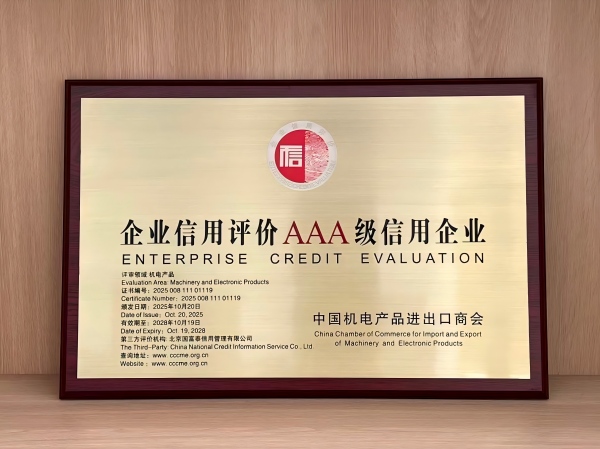 信
企业信用评价AAA级信用企业
ENTERPRISE CREDIT EVALUATION
评审领域:机电产品
Evaluation Area: Machinery and Electronic Products
证书编号: 2025 008 111 01119
Certificate Number: 2025 008 111 01119
颁发日期: 2025年10月20日
Date of Issue: Oct. 20, 2025
有效期至: 2028年10月19日
Date of Expiry: Oct. 19, 2028
第三方评价机构: 北京国富泰信用管理有限公司
The Third-Party: China National Credit Information Service Co., Ltd
查询地址: www. cccme.org.cn
Website : www. cccme.org.cn
中国机电产品进出口商会
China Chamber of Commerce for Import and Export
of Machinery and Electronic Products